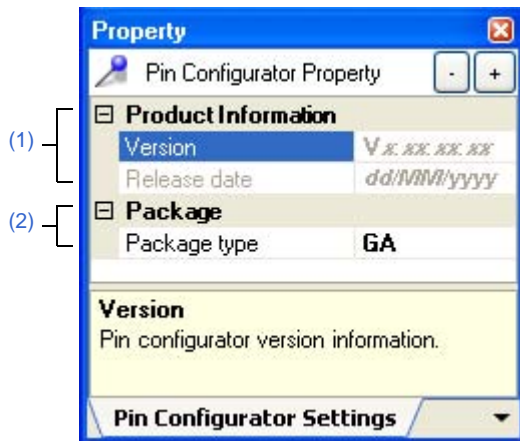 Property
Pin Configurator Property - +
(1)
Product Information
Version Vx.xx.xx.xx
Release date dd/MM/yyyy
(2)
Package
Package type GA
Version
Pin configurator version information.
Pin Configurator Settings